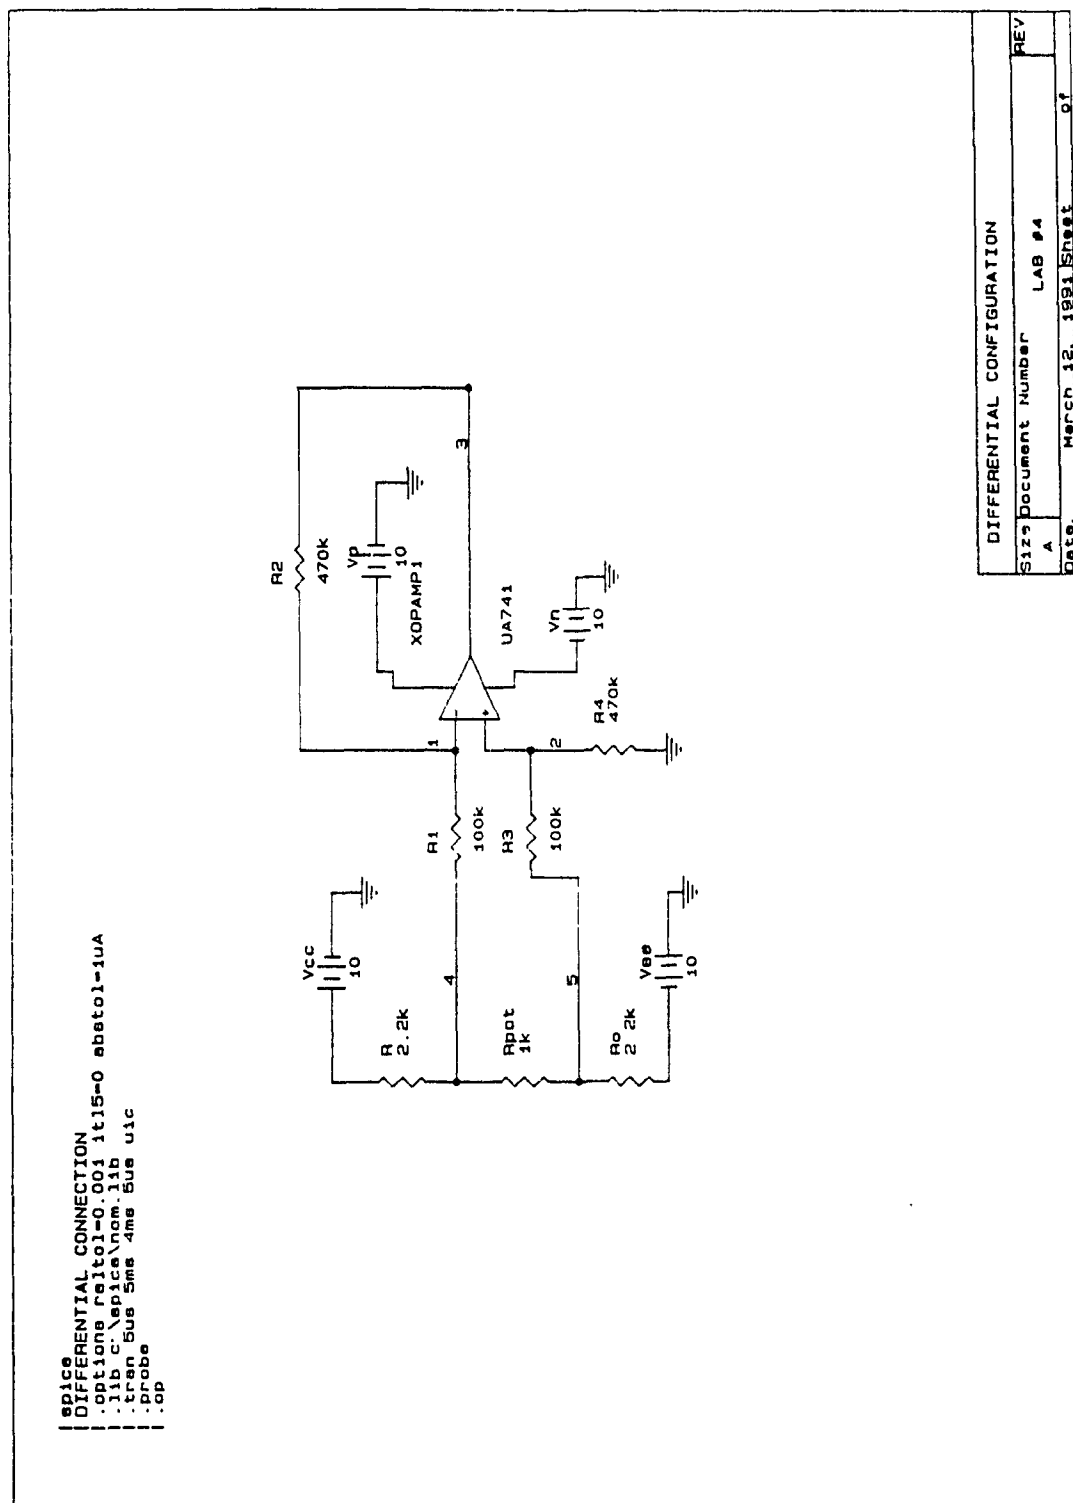 |spice
|DIFFERENTIAL CONNECTION
|.options reltol=0.001 itl5=0 abstol=1uA
|.lib c:\spice\nom.lib
|.tran 5us 5ms 4ms 5us uic
|.probe
|.op
R2
470k
Vp
10
XOPAMP1
Vcc
10
R
2.2k
4
R1
100k
1
3
UA741
Rpot
1k
5
R3
100k
2
R4
470k
Vn
10
Ro
2.2k
Vee
10
DIFFERENTIAL CONFIGURATION
Size Document Number REV
A LAB #4
Date. March 12, 1991 Sheet of